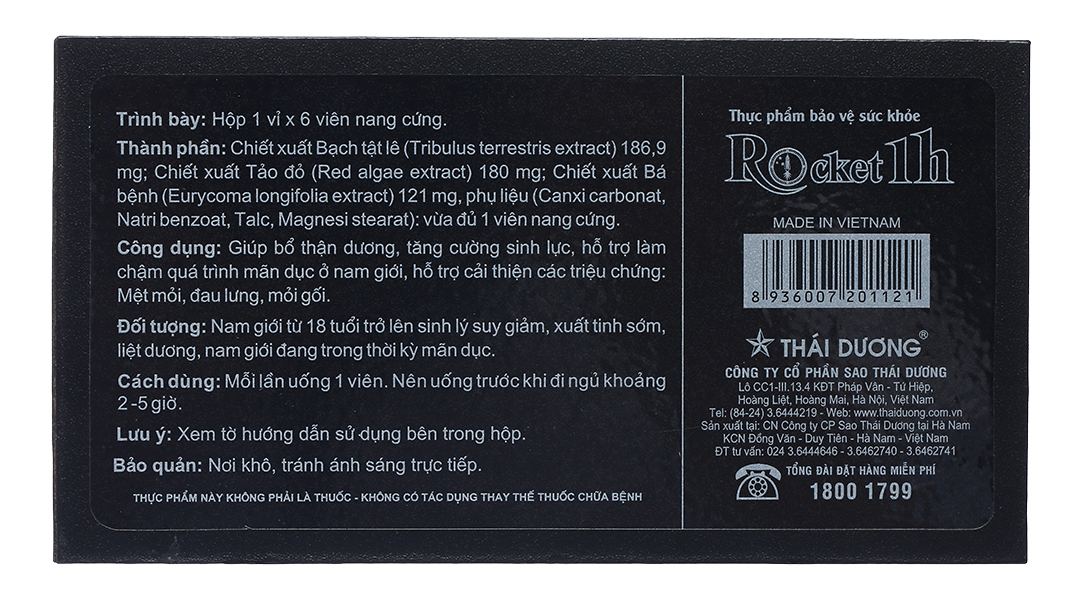 Trình bày: Hộp 1 vỉ x 6 viên nang cứng.
Thành phần: Chiết xuất Bạch tật lê (Tribulus terrestris extract) 186,9
mg; Chiết xuất Tảo đỏ (Red algae extract) 180 mg; Chiết xuất Bá
bệnh (Eurycoma longifolia extract) 121 mg, phụ liệu (Canxi carbonat,
Natri benzoat, Talc, Magnesi stearat): vừa đủ 1 viên nang cứng.
Công dụng: Giúp bổ thận dương, tăng cường sinh lực, hỗ trợ làm
chậm quá trình mãn dục ở nam giới, hỗ trợ cải thiện các triệu chứng:
Mệt mỏi, đau lưng, mỏi gối.
Đối tượng: Nam giới từ 18 tuổi trở lên sinh lý suy giảm, xuất tinh sớm,
liệt dương, nam giới đang trong thời kỳ mãn dục.
Cách dùng: Mỗi lần uống 1 viên. Nên uống trước khi đi ngủ khoảng
2 -5 giờ.
Lưu ý: Xem tờ hướng dẫn sử dụng bên trong hộp.
Bảo quản: Nơi khô, tránh ánh sáng trực tiếp.
THỰC PHẨM NÀY KHÔNG PHẢI LÀ THUỐC - KHÔNG CÓ TÁC DỤNG THAY THẾ THUỐC CHỮA BỆNH
Thực phẩm bảo vệ sức khỏe
Rocket 1h
MADE IN VIETNAM
8 936007 201121
THÁI DƯƠNG®
CÔNG TY CỔ PHẦN SAO THÁI DƯƠNG
Lô CC1-III.13.4 KĐT Pháp Vân - Tứ Hiệp,
Hoàng Liệt, Hoàng Mai, Hà Nội, Việt Nam
Tel: (84-24) 3.6444219 - Web: www.thaiduong.com.vn
Sản xuất tại: CN Công ty CP Sao Thái Dương tại Hà Nam
KCN Đồng Văn - Duy Tiên - Hà Nam - Việt Nam
ĐT tư vấn: 024 3.6444646 - 3.6462740 - 3.6462741
TỔNG ĐÀI ĐẶT HÀNG MIỄN PHÍ
1800 1799